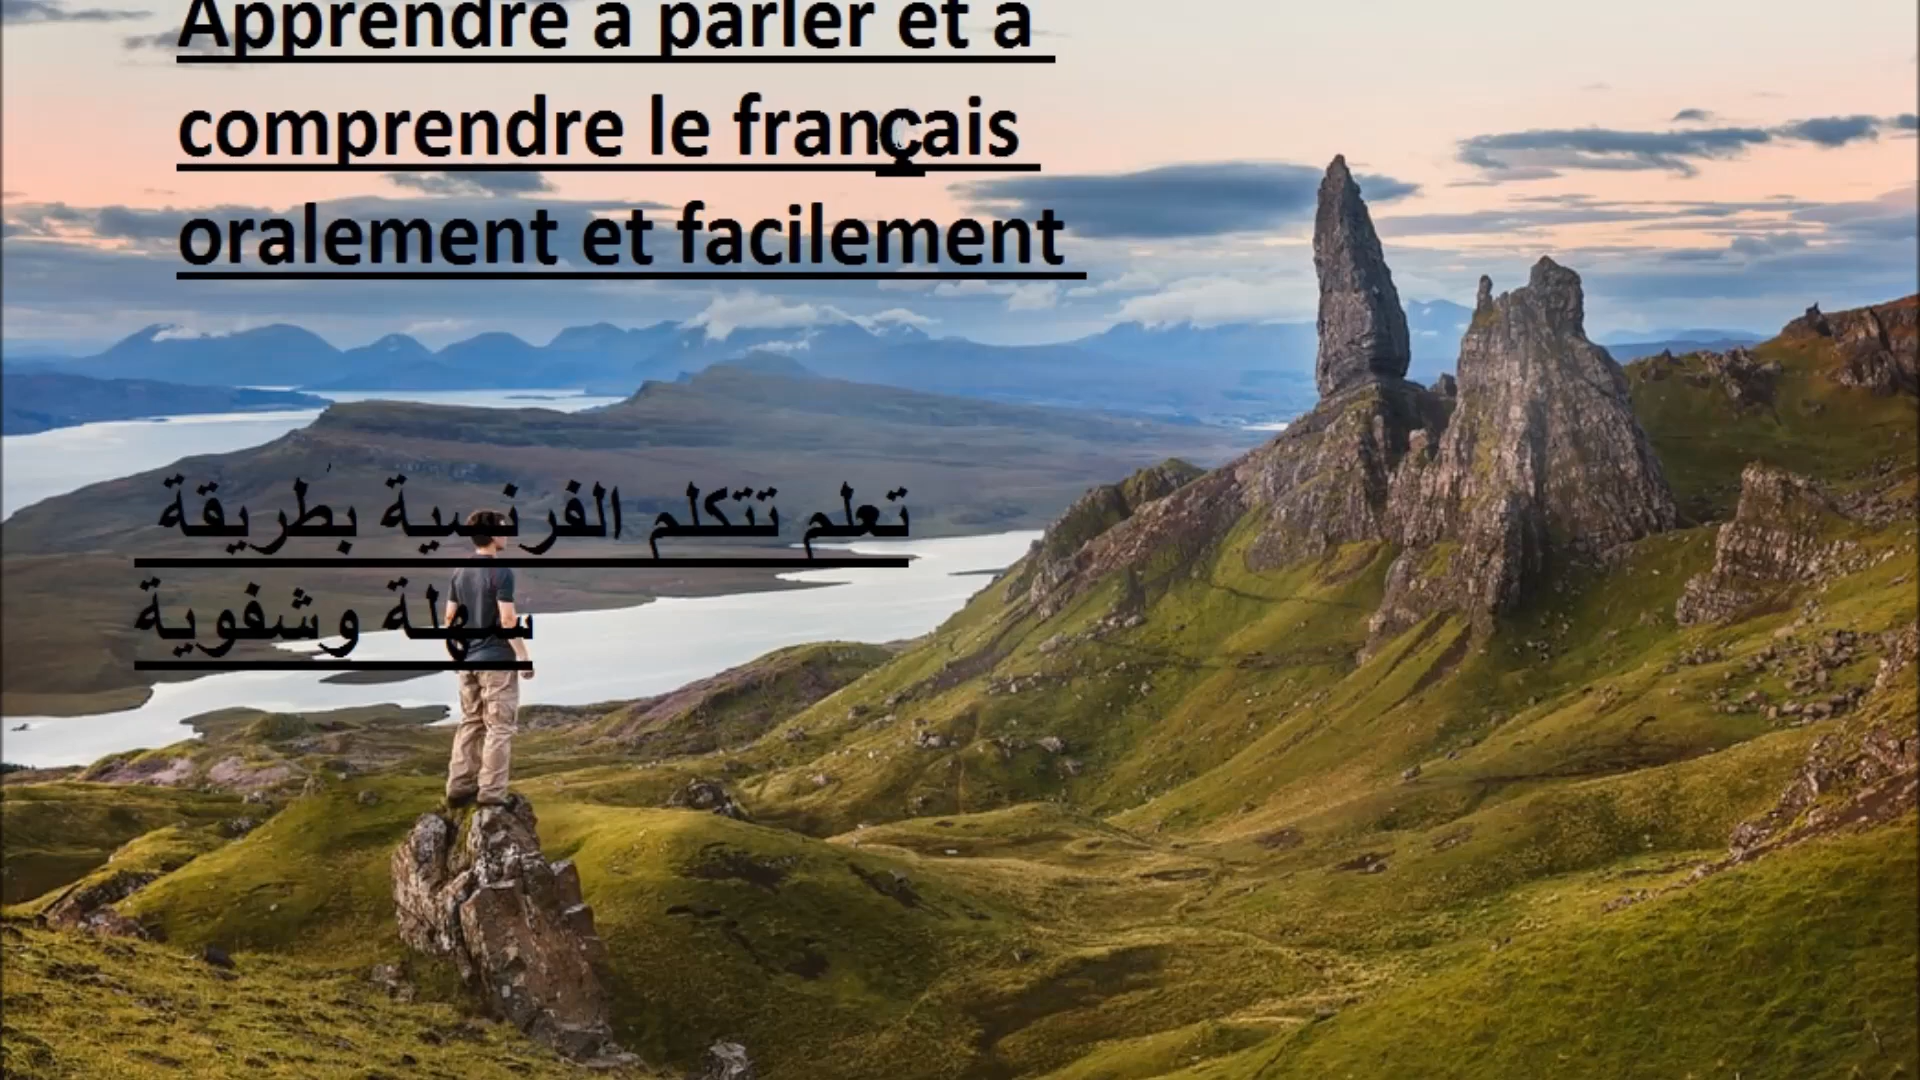 Apprendre à parler et à
comprendre le français
oralement et facilement
تعلم تتكلم الفرنسية بطريقة
سهلة وشفوية